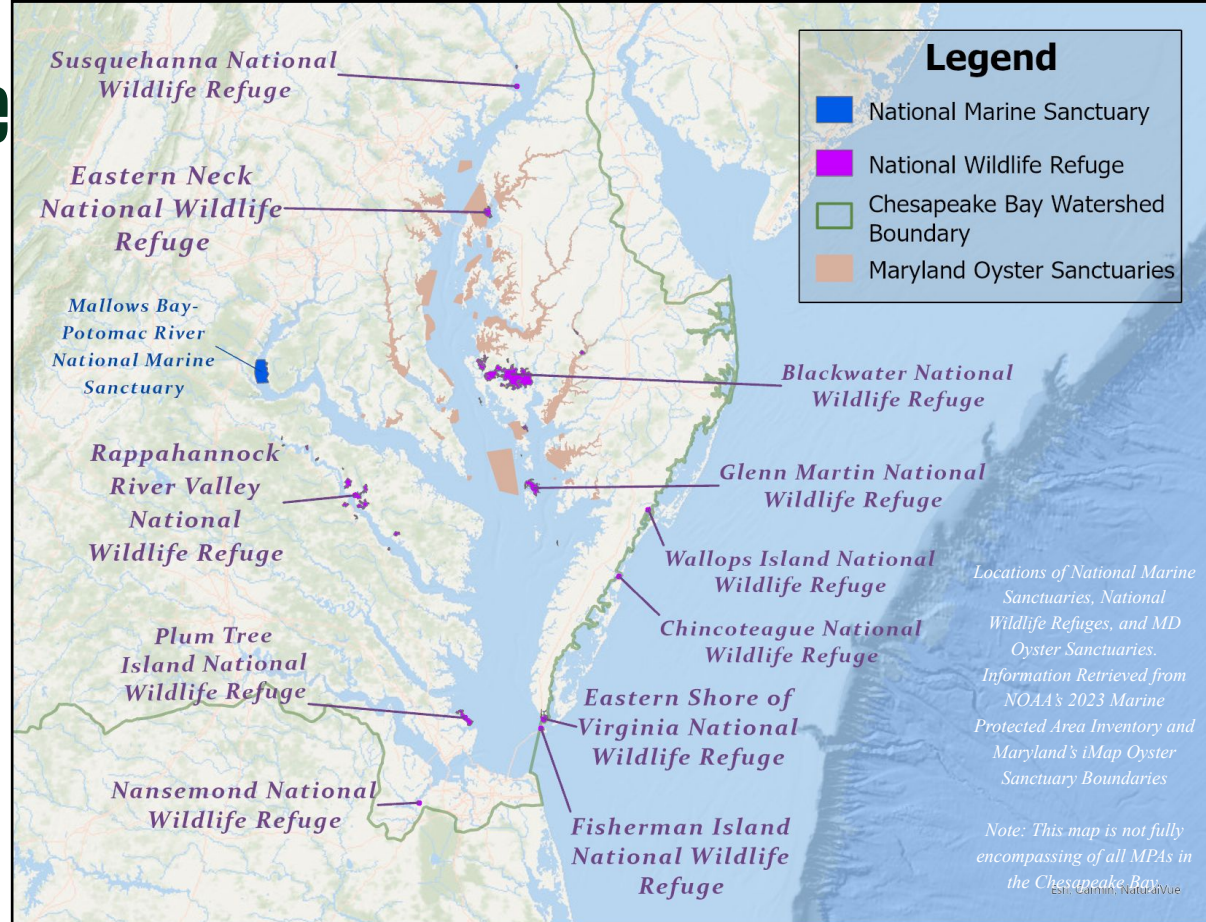 e
Susquehanna National
Wildlife Refuge
Eastern Neck
National Wildlife
Refuge
Mallows Bay-
Potomac River
National Marine
Sanctuary
Rappahannock
River Valley
National
Wildlife Refuge
Plum Tree
Island National
Wildlife Refuge
Nansemond National
Wildlife Refuge
Legend
National Marine Sanctuary
National Wildlife Refuge
Chesapeake Bay Watershed
Boundary
Maryland Oyster Sanctuaries
Blackwater National
Wildlife Refuge
Glenn Martin National
Wildlife Refuge
Wallops Island National
Wildlife Refuge
Chincoteague National
Wildlife Refuge
Eastern Shore of
Virginia National
Wildlife Refuge
Fisherman Island
National Wildlife
Refuge
Locations of National Marine
Sanctuaries, National
Wildlife Refuges, and MD
Oyster Sanctuaries.
Information Retrieved from
NOAA's 2023 Marine
Protected Area Inventory and
Maryland's iMap Oyster
Sanctuary Boundaries
Note: This map is not fully
encompassing of all MPAs in
the Chesapeake Bay.
Esri, Garmin, NaturalVue